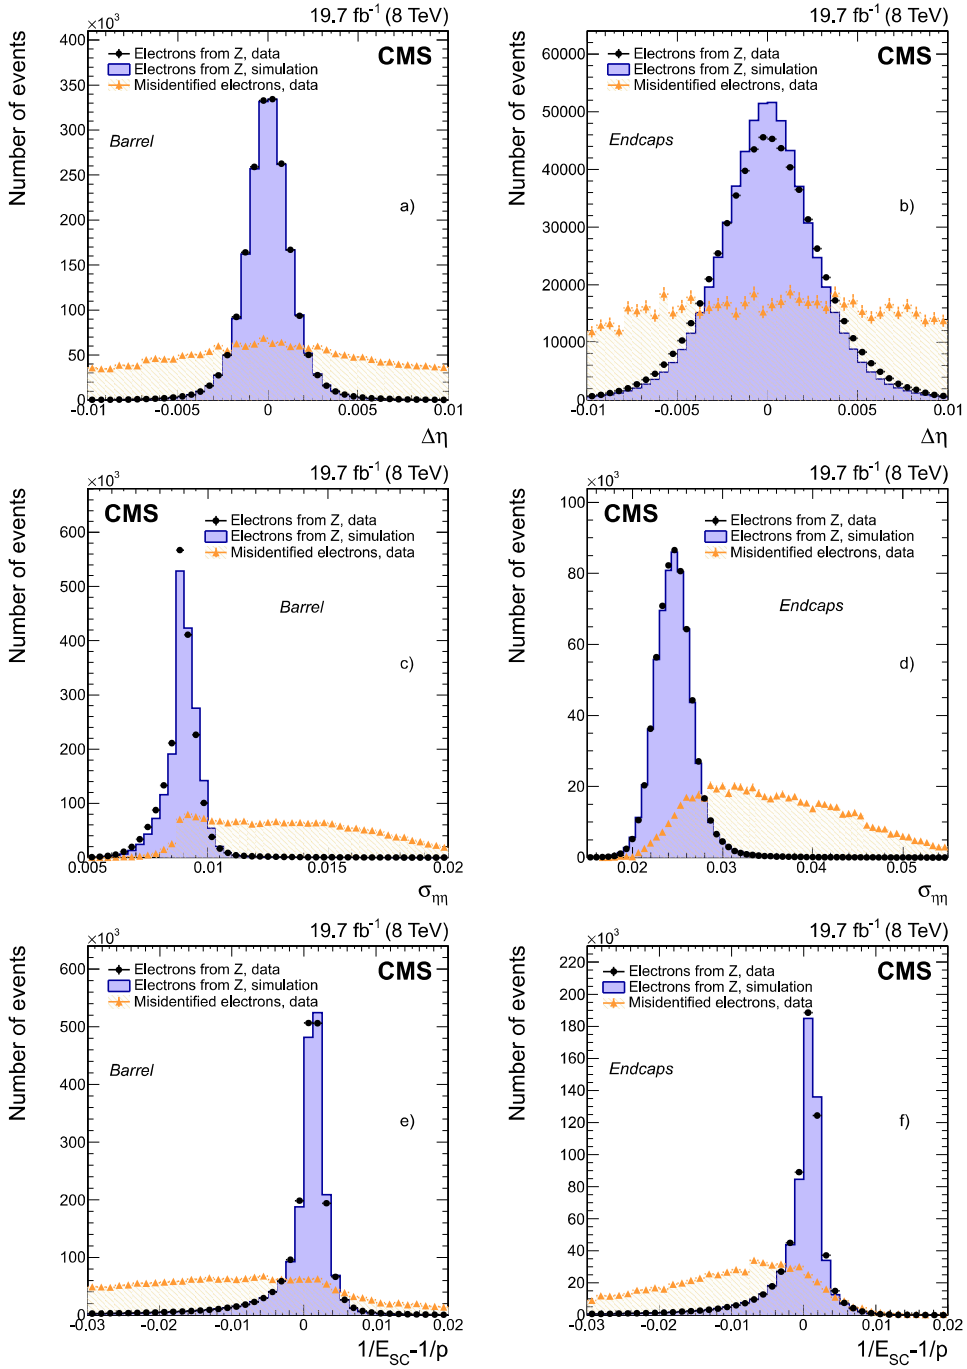 19.7 fb⁻¹ (8 TeV)
×10³
Number of events
400
350
300
250
200
150
100
50
0
Electrons from Z, data
Electrons from Z, simulation
Misidentified electrons, data
CMS
Barrel
a)
-0.01
-0.005
0
0.005
0.01
Δη
19.7 fb⁻¹ (8 TeV)
Number of events
60000
50000
40000
30000
20000
10000
0
Electrons from Z, data
Electrons from Z, simulation
Misidentified electrons, data
CMS
Endcaps
b)
-0.01
-0.005
0
0.005
0.01
Δη
19.7 fb⁻¹ (8 TeV)
×10³
Number of events
600
500
400
300
200
100
0
CMS
Electrons from Z, data
Electrons from Z, simulation
Misidentified electrons, data
Barrel
c)
0.005
0.01
0.015
0.02
σηη
19.7 fb⁻¹ (8 TeV)
×10³
Number of events
100
80
60
40
20
0
CMS
Electrons from Z, data
Electrons from Z, simulation
Misidentified electrons, data
Endcaps
d)
0.02
0.03
0.04
0.05
σηη
19.7 fb⁻¹ (8 TeV)
×10³
Number of events
600
500
400
300
200
100
0
Electrons from Z, data
Electrons from Z, simulation
Misidentified electrons, data
CMS
Barrel
e)
-0.03
-0.02
-0.01
0
0.01
0.02
1/E_SC-1/p
19.7 fb⁻¹ (8 TeV)
×10³
Number of events
220
200
180
160
140
120
100
80
60
40
20
0
Electrons from Z, data
Electrons from Z, simulation
Misidentified electrons, data
CMS
Endcaps
f)
-0.03
-0.02
-0.01
0
0.01
0.02
1/E_SC-1/p